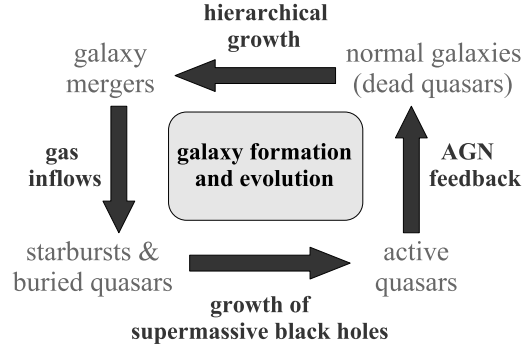 hierarchical
growth
galaxy
mergers
normal galaxies
(dead quasars)
gas
inflows
galaxy formation
and evolution
AGN
feedback
starbursts &
buried quasars
active
quasars
growth of
supermassive black holes